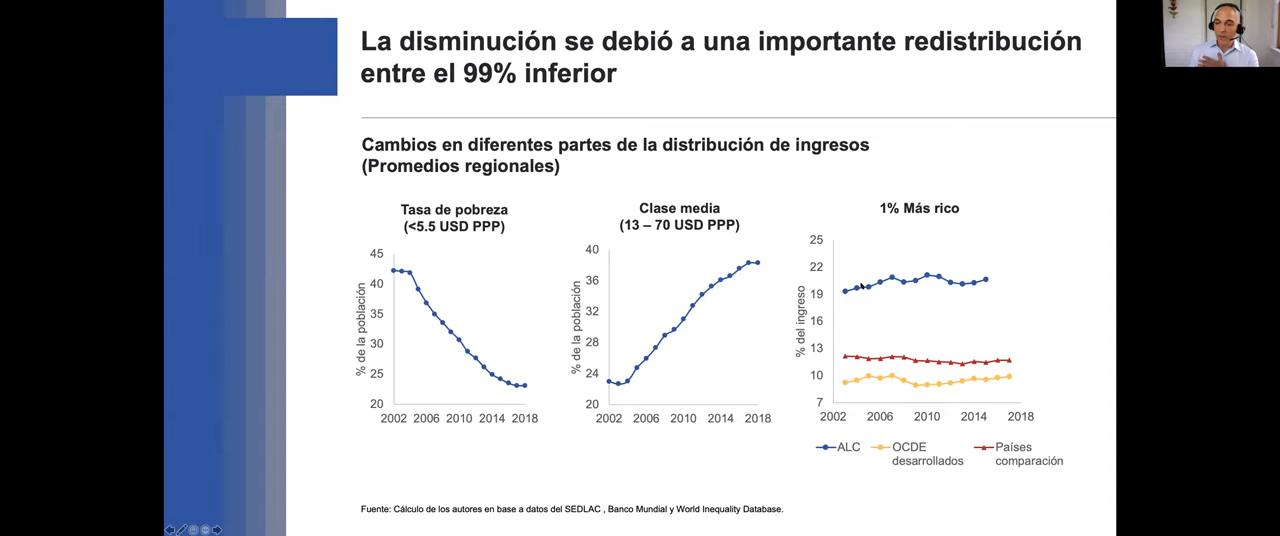 La disminución se debió a una importante redistribución
entre el 99% inferior
Cambios en diferentes partes de la distribución de ingresos
(Promedios regionales)
Tasa de pobreza
(<5.5 USD PPP)
% de la población
45
40
35
30
25
20
2002 2006 2010 2014 2018
Clase media
(13 – 70 USD PPP)
% de la población
40
36
32
28
24
20
2002 2006 2010 2014 2018
1% Más rico
% del ingreso
25
22
19
16
13
10
7
2002 2006 2010 2014 2018
ALC
OCDE
desarrollados
Países
comparación
Fuente: Cálculo de los autores en base a datos del SEDLAC , Banco Mundial y World Inequality Database.